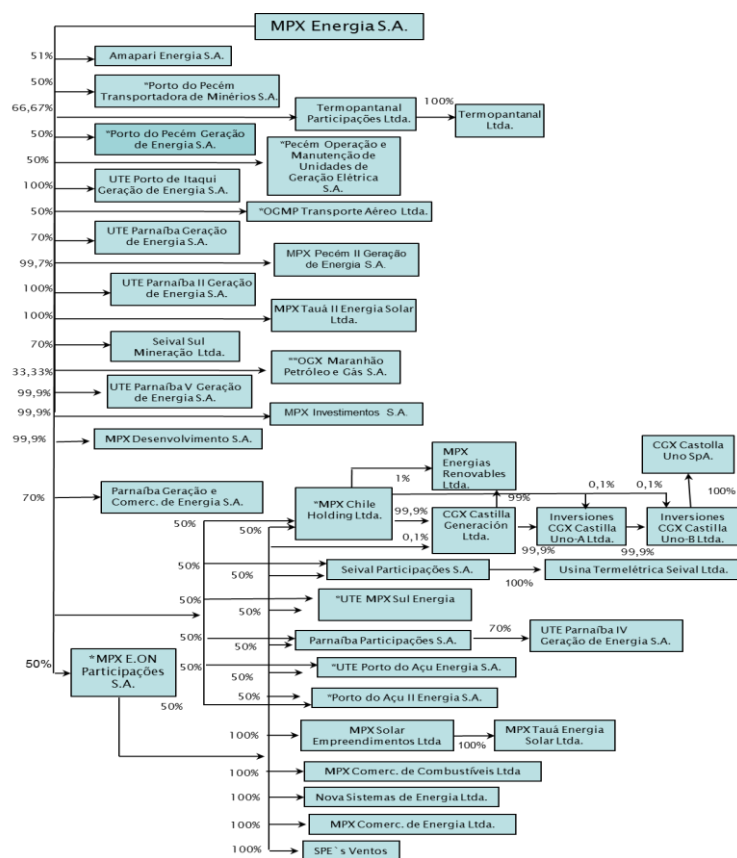 MPX Energia S.A.
51%
Amapari Energia S.A.
50%
*Porto do Pecém
Transportadora de Minérios S.A.
66,67%
Termopantanal
Participações Ltda.
100%
Termopantanal
Ltda.
50%
*Porto do Pecém Geração
de Energia S.A.
50%
*Pecém Operação e
Manutenção de
Unidades de
Geração Elétrica
S.A.
100%
UTE Porto de Itaqui
Geração de Energia S.A.
50%
*OGMP Transporte Aéreo Ltda.
70%
UTE Parnaíba Geração
de Energia S.A.
99,7%
MPX Pecém II Geração
de Energia S.A.
100%
UTE Parnaíba II Geração
de Energia S.A.
100%
MPX Tauá II Energia Solar
Ltda.
70%
Seival Sul
Mineração Ltda.
33,33%
**OGX Maranhão
Petróleo e Gás S.A.
99,9%
UTE Parnaíba V Geração
de Energia S.A.
99,9%
MPX Investimentos S.A.
99,9%
MPX Desenvolvimento S.A.
70%
Parnaíba Geração e
Comerc. de Energia S.A.
MPX
Energias
Renovables
Ltda.
CGX Castolla
Uno SpA.
1%
0,1%
0,1%
100%
99%
50%
50%
*MPX Chile
Holding Ltda.
99,9%
0,1%
CGX Castilla
Generación
Ltda.
99,9%
Inversiones
CGX Castilla
Uno-A Ltda.
99,9%
Inversiones
CGX Castilla
Uno-B Ltda.
50%
50%
Seival Participações S.A.
100%
Usina Termelétrica Seival Ltda.
50%
50%
50%
*UTE MPX Sul Energia
50%
50%
Parnaíba Participações S.A.
70%
UTE Parnaíba IV
Geração de Energia S.A.
50%
*MPX E.ON
Participações
S.A.
50%
50%
50%
*UTE Porto do Açu Energia S.A.
50%
*Porto do Açu II Energia S.A.
100%
MPX Solar
Empreendimentos Ltda
100%
MPX Tauá Energia
Solar Ltda.
100%
MPX Comerc. de Combustíveis Ltda
100%
Nova Sistemas de Energia Ltda.
100%
MPX Comerc. de Energia Ltda.
100%
SPE`s Ventos